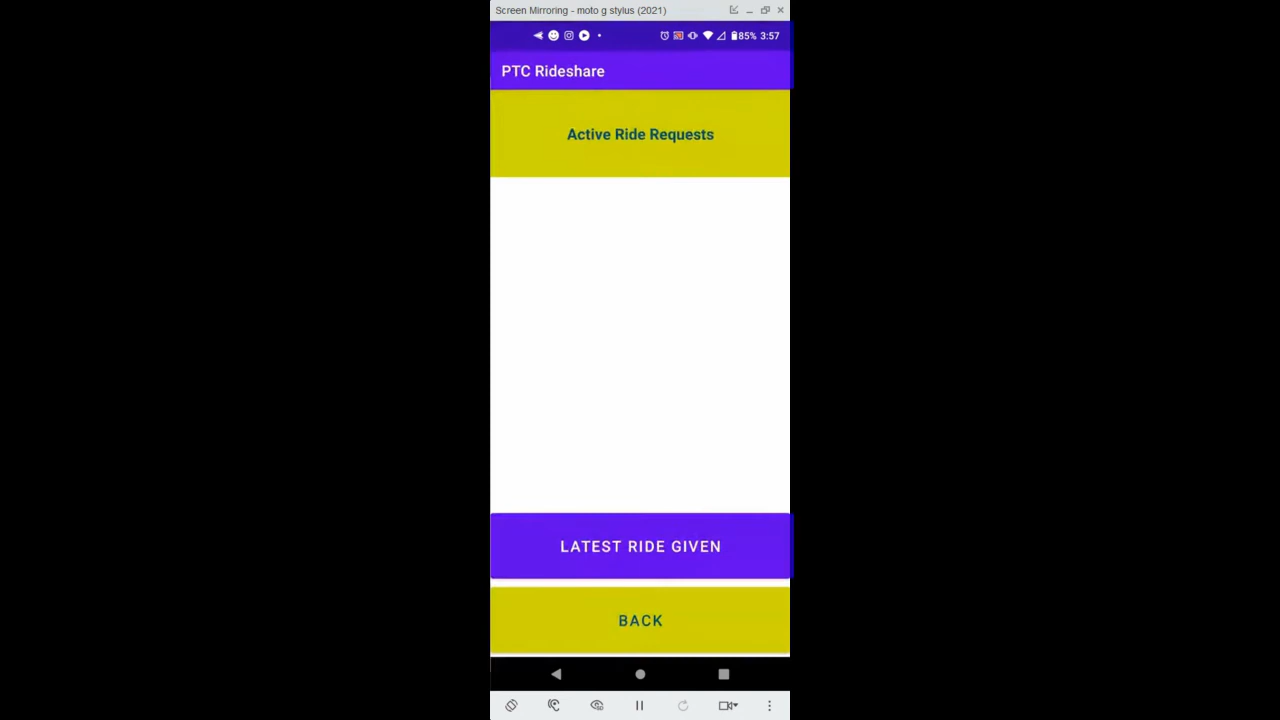 Screen Mirroring - moto g stylus (2021)
85% 3:57
PTC Rideshare
Active Ride Requests
LATEST RIDE GIVEN
BACK